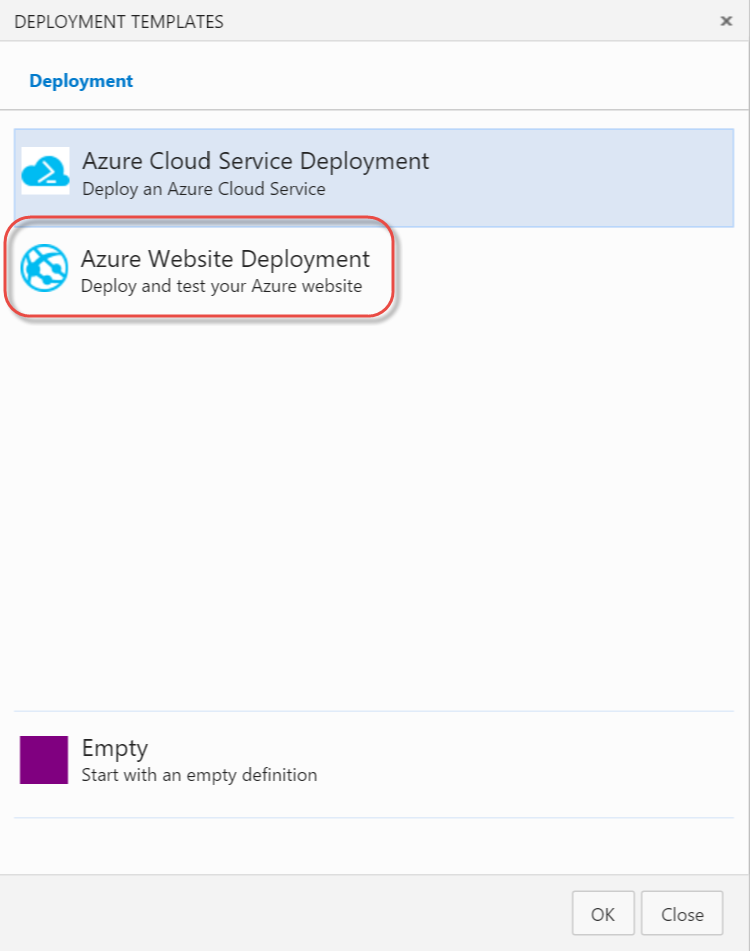 DEPLOYMENT TEMPLATES
Deployment
Azure Cloud Service Deployment
Deploy an Azure Cloud Service
Azure Website Deployment
Deploy and test your Azure website
Empty
Start with an empty definition
OK
Close